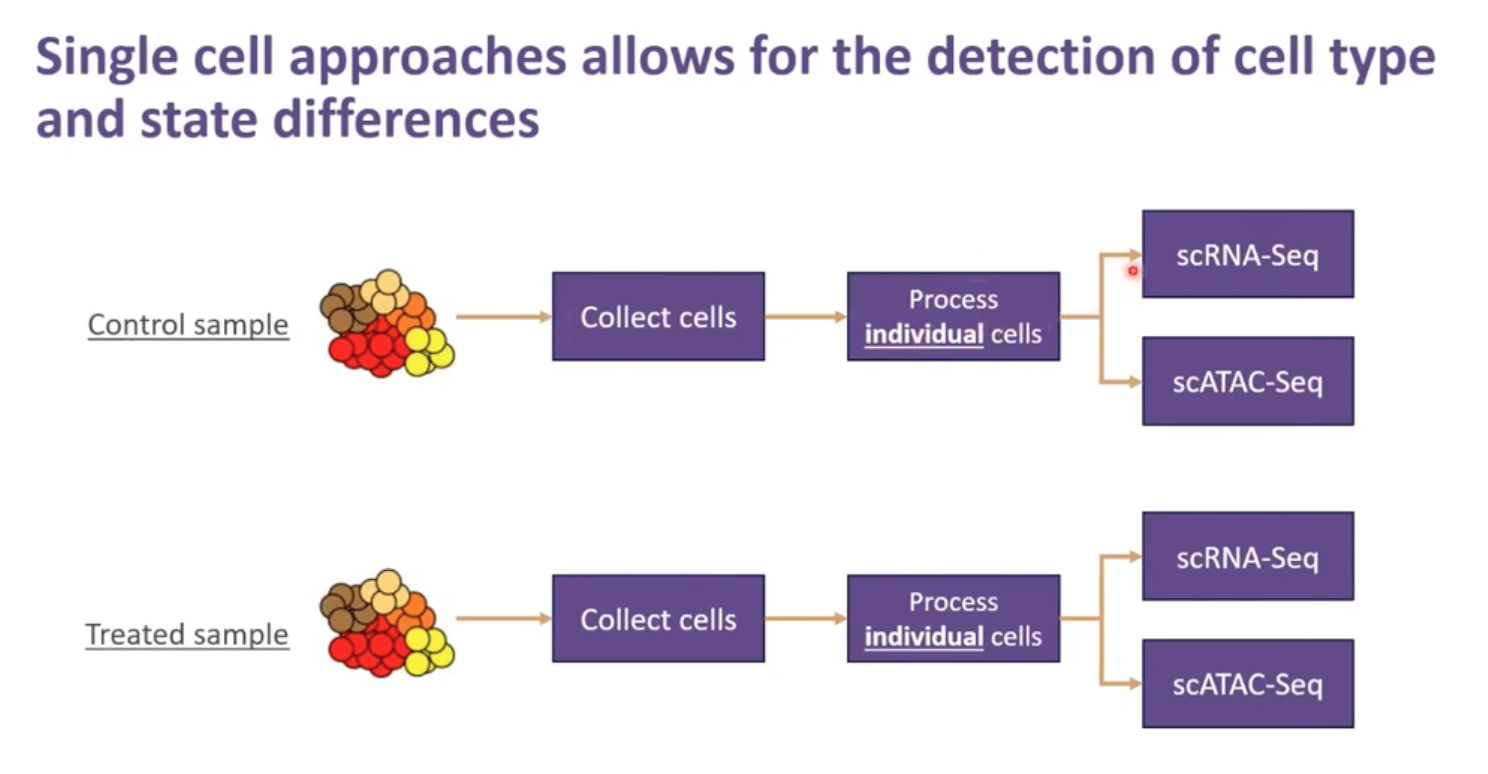 Single cell approaches allows for the detection of cell type
and state differences
Control sample
Collect cells
Process
individual cells
scRNA-Seq
scATAC-Seq
Treated sample
Collect cells
Process
individual cells
scRNA-Seq
scATAC-Seq